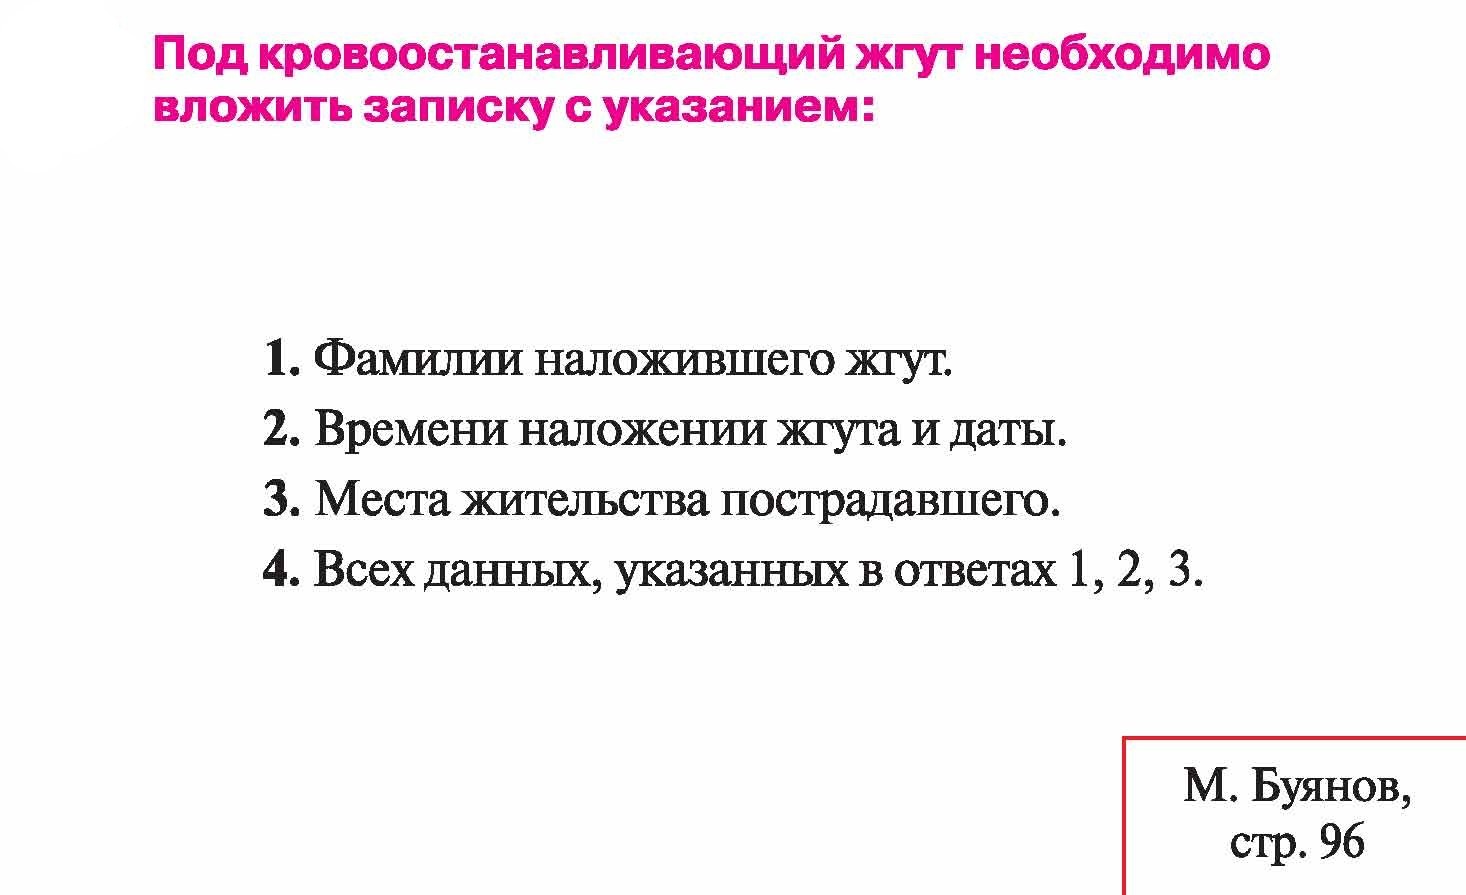 Под кровоостанавливающий жгут необходимо
вложить записку с указанием:
1. Фамилии наложившего жгут.
2. Времени наложении жгута и даты.
3. Места жительства пострадавшего.
4. Всех данных, указанных в ответах 1, 2, 3.
М. Буянов,
стр. 96